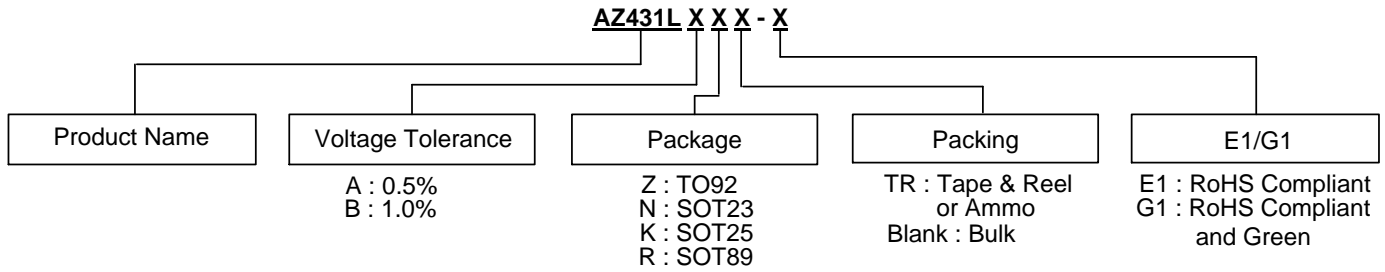 AZ431L X X X - X
Product Name
Voltage Tolerance
A : 0.5%
B : 1.0%
Package
Z : TO92
N : SOT23
K : SOT25
R : SOT89
Packing
TR : Tape & Reel
or Ammo
Blank : Bulk
E1/G1
E1 : RoHS Compliant
G1 : RoHS Compliant
and Green